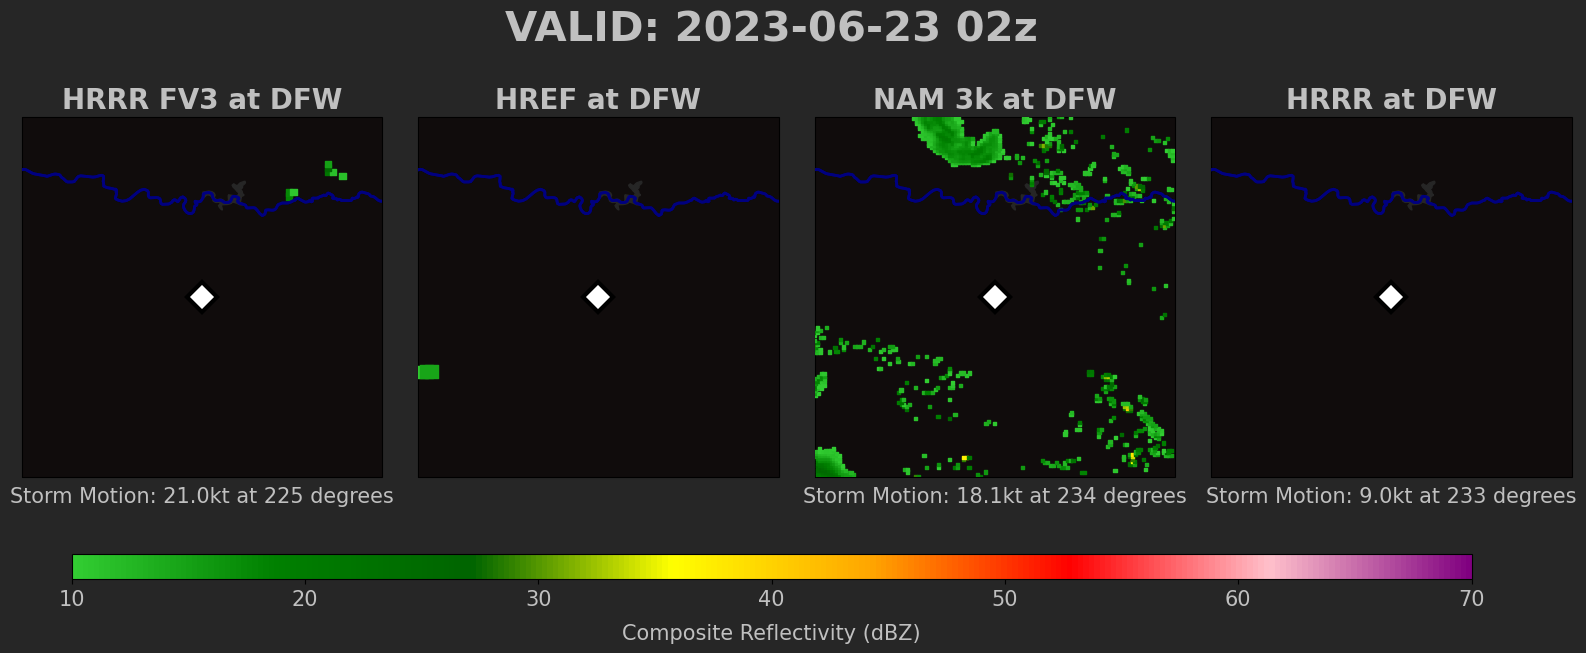 VALID: 2023-06-23 02z
HRRR FV3 at DFW
HREF at DFW
NAM 3k at DFW
HRRR at DFW
Storm Motion: 21.0kt at 225 degrees
Storm Motion: 18.1kt at 234 degrees
Storm Motion: 9.0kt at 233 degrees
10 20 30 40 50 60 70
Composite Reflectivity (dBZ)